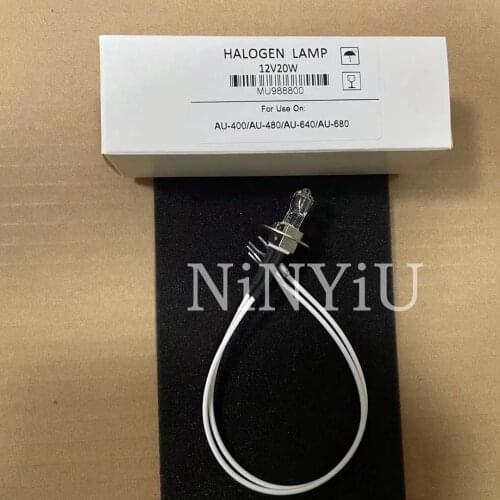 HALOGEN LAMP
12V20W
MU988800
For Use On:
AU-400/AU-480/AU-640/AU-680
NiNYiU